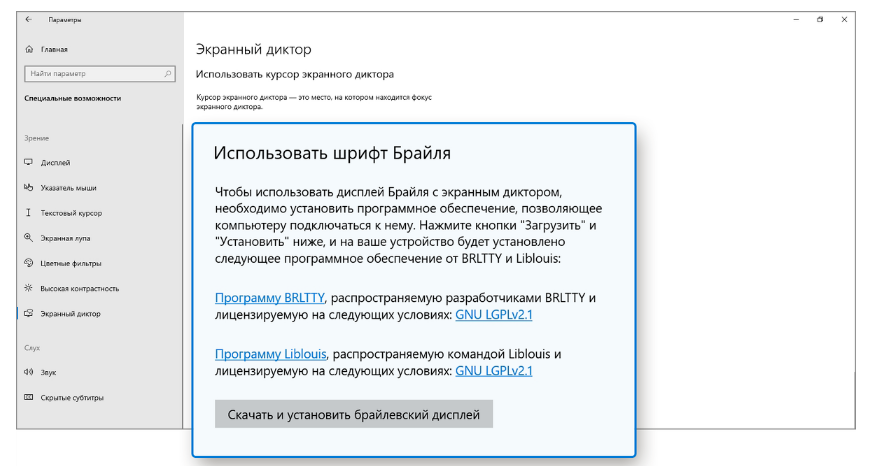 Параметры
Главная
Найти параметр
Специальные возможности
Зрение
Дисплей
Указатель мыши
Текстовый курсор
Экранная лупа
Цветные фильтры
Высокая контрастность
Экранный диктор
Слух
Звук
Скрытые субтитры
Экранный диктор
Использовать курсор экранного диктора
Курсор экранного диктора — это место, на котором находится фокус
экранного диктора.
Использовать шрифт Брайля
Чтобы использовать дисплей Брайля с экранным диктором,
необходимо установить программное обеспечение, позволяющее
компьютеру подключаться к нему. Нажмите кнопки "Загрузить" и
"Установить" ниже, и на ваше устройство будет установлено
следующее программное обеспечение от BRLTTY и Liblouis:
Программу BRLTTY, распространяемую разработчиками BRLTTY и
лицензируемую на следующих условиях: GNU LGPLv2.1
Программу Liblouis, распространяемую командой Liblouis и
лицензируемую на следующих условиях: GNU LGPLv2.1
Скачать и установить брайлевский дисплей